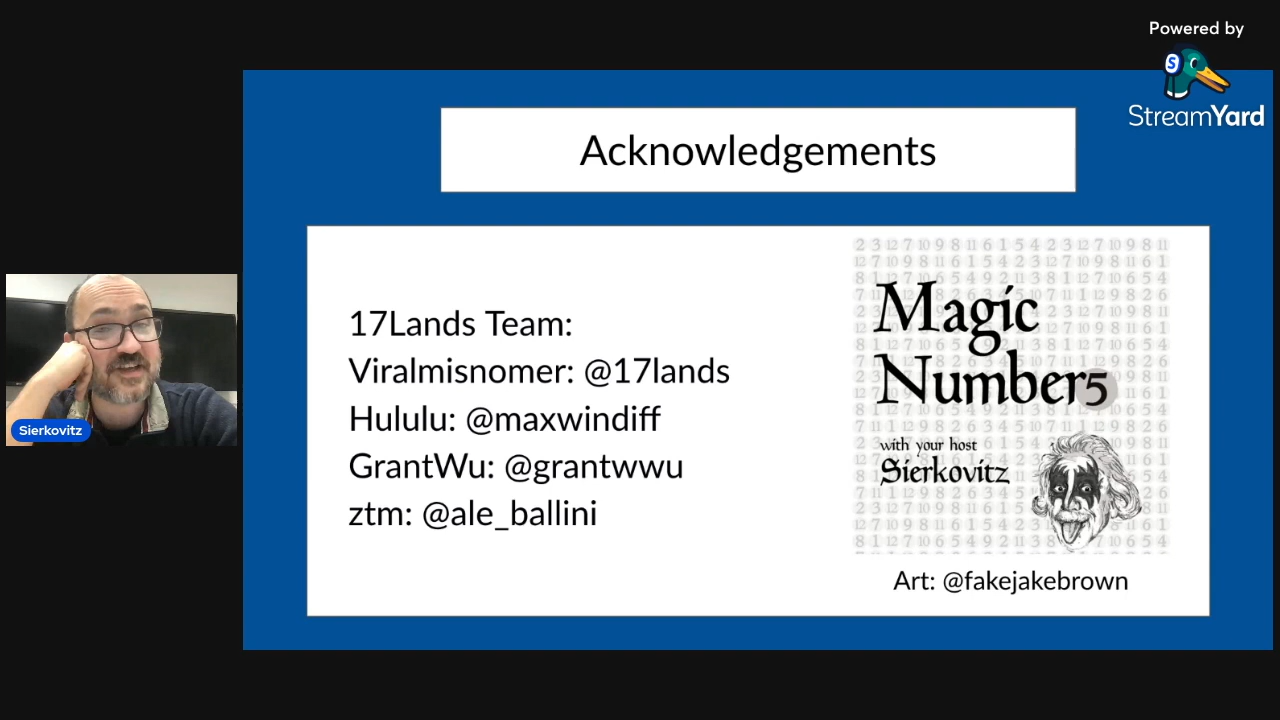 Powered by
S
StreamYard
Acknowledgements
17Lands Team:
Viralmisnomer: @17lands
Hululu: @maxwindiff
GrantWu: @grantwwu
ztm: @ale_ballini
Magic
Number5
with your host
Sierkovitz
Art: @fakejakebrown
Sierkovitz